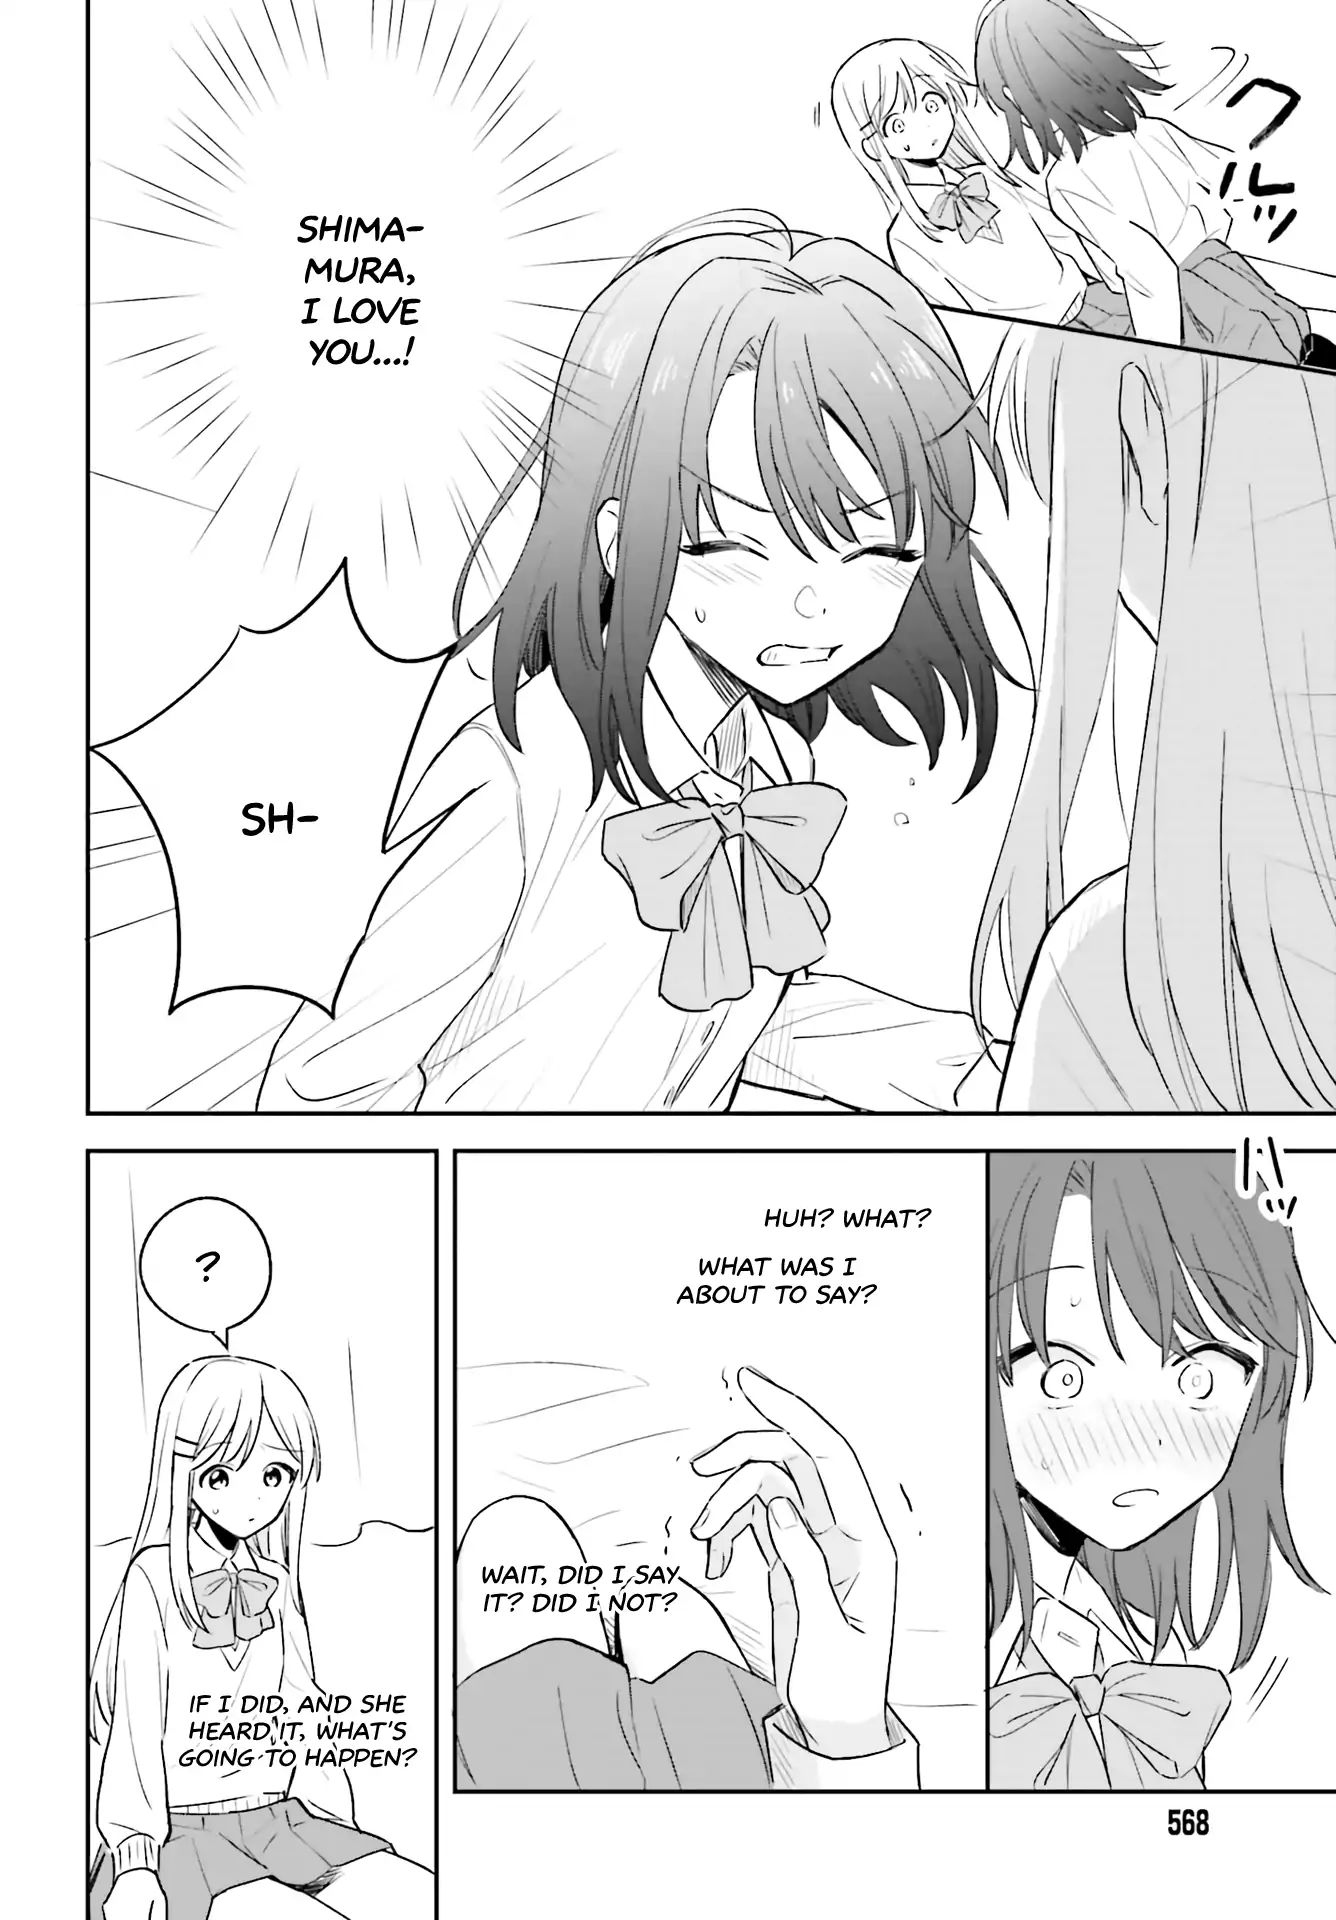 クルッ
SHIMA-
MURA,
I LOVE
YOU...!
SH-
ハッ
HUH? WHAT?
WHAT WAS I
ABOUT TO SAY?
WAIT, DID I SAY
IT? DID I NOT?
?
IF I DID, AND SHE
HEARD IT, WHAT'S
GOING TO HAPPEN?
568